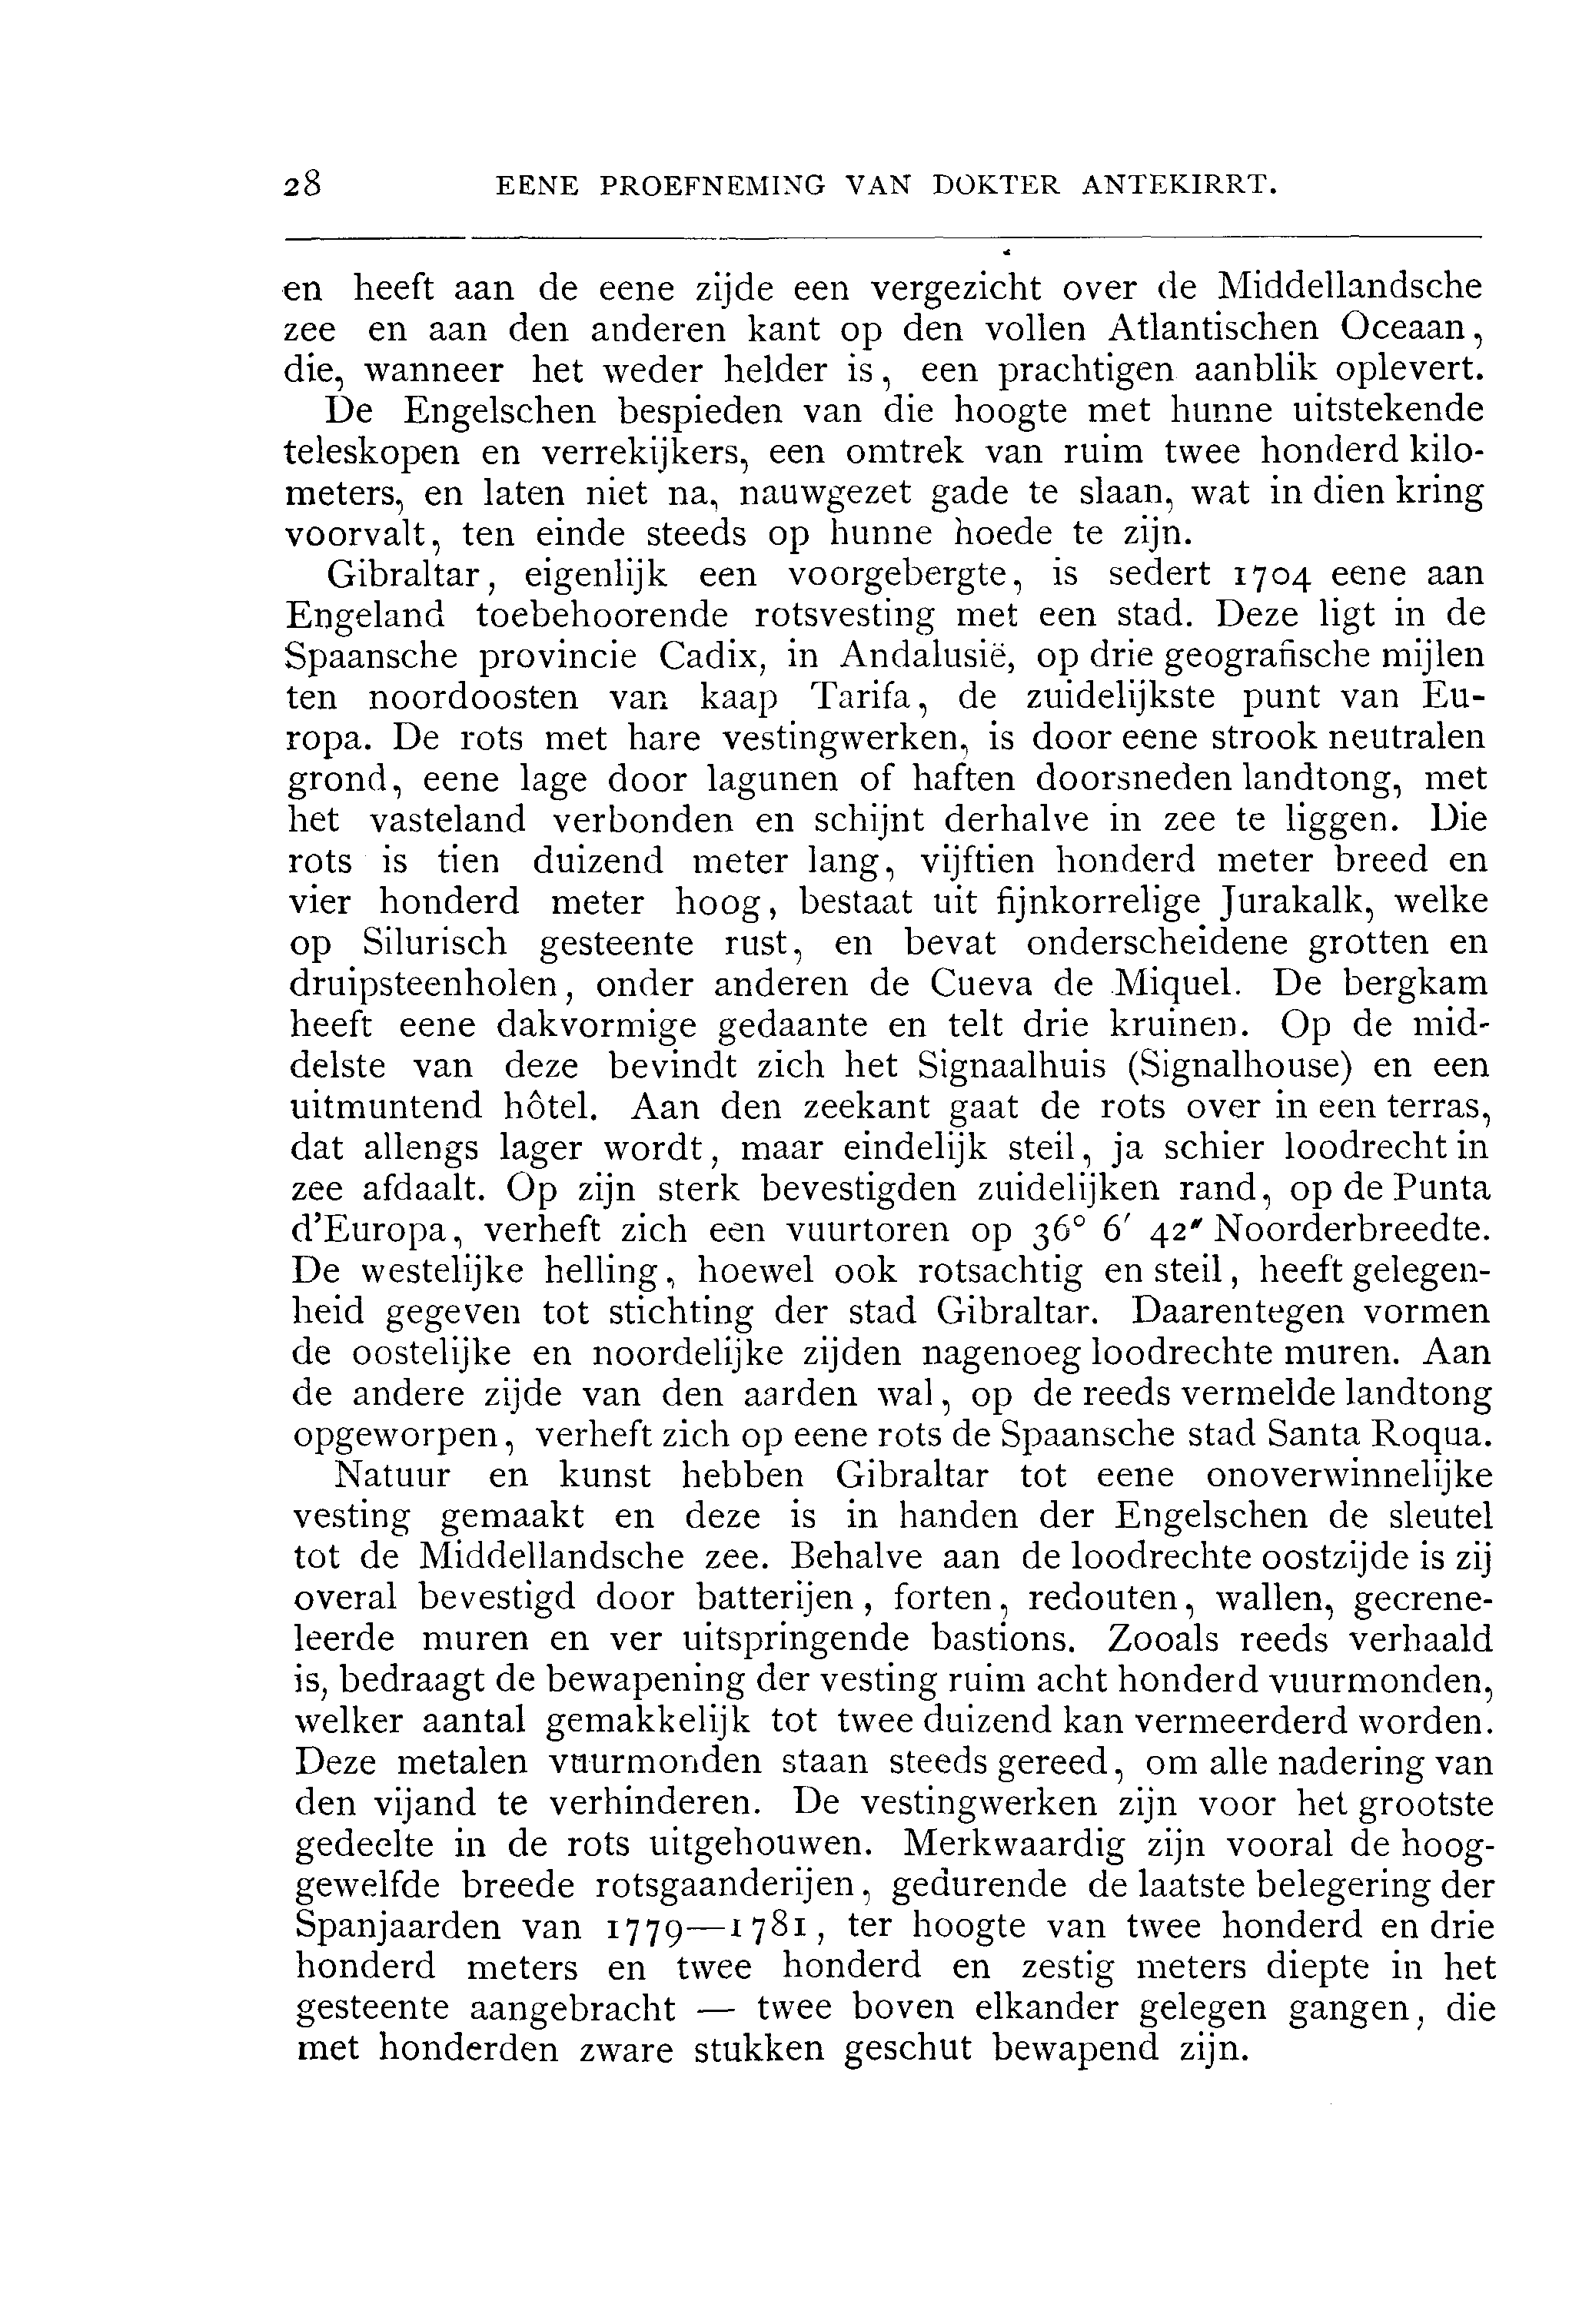 28 EENE PROEFNEMING VAN DOKTER ANTEKIRRT.
en heeft aan de eene zijde een vergezicht over de Middellandsche
zee en aan den anderen kant op den vollen Atlantischen Oceaan,
die, wanneer het weder helder is, een prachtigen aanblik oplevert.
De Engelschen bespieden van die hoogte met hunne uitstekende
teleskopen en verrekijkers, een omtrek van ruim twee honderd kilo-
meters, en laten niet na, nauwgezet gade te slaan, wat in dien kring
voorvalt, ten einde steeds op hunne hoede te zijn.
Gibraltar, eigenlijk een voorgebergte, is sedert 1704 eene aan
Engeland toebehoorende rotsvesting met een stad. Deze ligt in de
Spaansche provincie Cadix, in Andalusië, op drie geografische mijlen
ten noordoosten van kaap Tarifa, de zuidelijkste punt van Eu-
ropa. De rots met hare vestingwerken, is door eene strook neutralen
grond, eene lage door lagunen of haften doorsneden landtong, met
het vasteland verbonden en schijnt derhalve in zee te liggen. Die
rots is tien duizend meter lang, vijftien honderd meter breed en
vier honderd meter hoog, bestaat uit fijnkorrelige Jurakalk, welke
op Silurisch gesteente rust, en bevat onderscheidene grotten en
druipsteenholen, onder anderen de Cueva de Miquel. De bergkam
heeft eene dakvormige gedaante en telt drie kruinen. Op de mid-
delste van deze bevindt zich het Signaalhuis (Signalhouse) en een
uitmuntend hôtel. Aan den zeekant gaat de rots over in een terras,
dat allengs lager wordt, maar eindelijk steil, ja schier loodrecht in
zee afdaalt. Op zijn sterk bevestigden zuidelijken rand, op de Punta
d'Europa, verheft zich een vuurtoren op 36° 6′ 42″ Noorderbreedte.
De westelijke helling, hoewel ook rotsachtig en steil, heeft gelegen-
heid gegeven tot stichting der stad Gibraltar. Daarentegen vormen
de oostelijke en noordelijke zijden nagenoeg loodrechte muren. Aan
de andere zijde van den aarden wal, op de reeds vermelde landtong
opgeworpen, verheft zich op eene rots de Spaansche stad Santa Roqua.
Natuur en kunst hebben Gibraltar tot eene onoverwinnelijke
vesting gemaakt en deze is in handen der Engelschen de sleutel
tot de Middellandsche zee. Behalve aan de loodrechte oostzijde is zij
overal bevestigd door batterijen, forten, redouten, wallen, gecrene-
leerde muren en ver uitspringende bastions. Zooals reeds verhaald
is, bedraagt de bewapening der vesting ruim acht honderd vuurmonden,
welker aantal gemakkelijk tot twee duizend kan vermeerderd worden.
Deze metalen vuurmonden staan steeds gereed, om alle nadering van
den vijand te verhinderen. De vestingwerken zijn voor het grootste
gedeelte in de rots uitgehouwen. Merkwaardig zijn vooral de hoog-
gewelfde breede rotsgaanderijen, gedurende de laatste belegering der
Spanjaarden van 1779—1781, ter hoogte van twee honderd en drie
honderd meters en twee honderd en zestig meters diepte in het
gesteente aangebracht — twee boven elkander gelegen gangen, die
met honderden zware stukken geschut bewapend zijn.